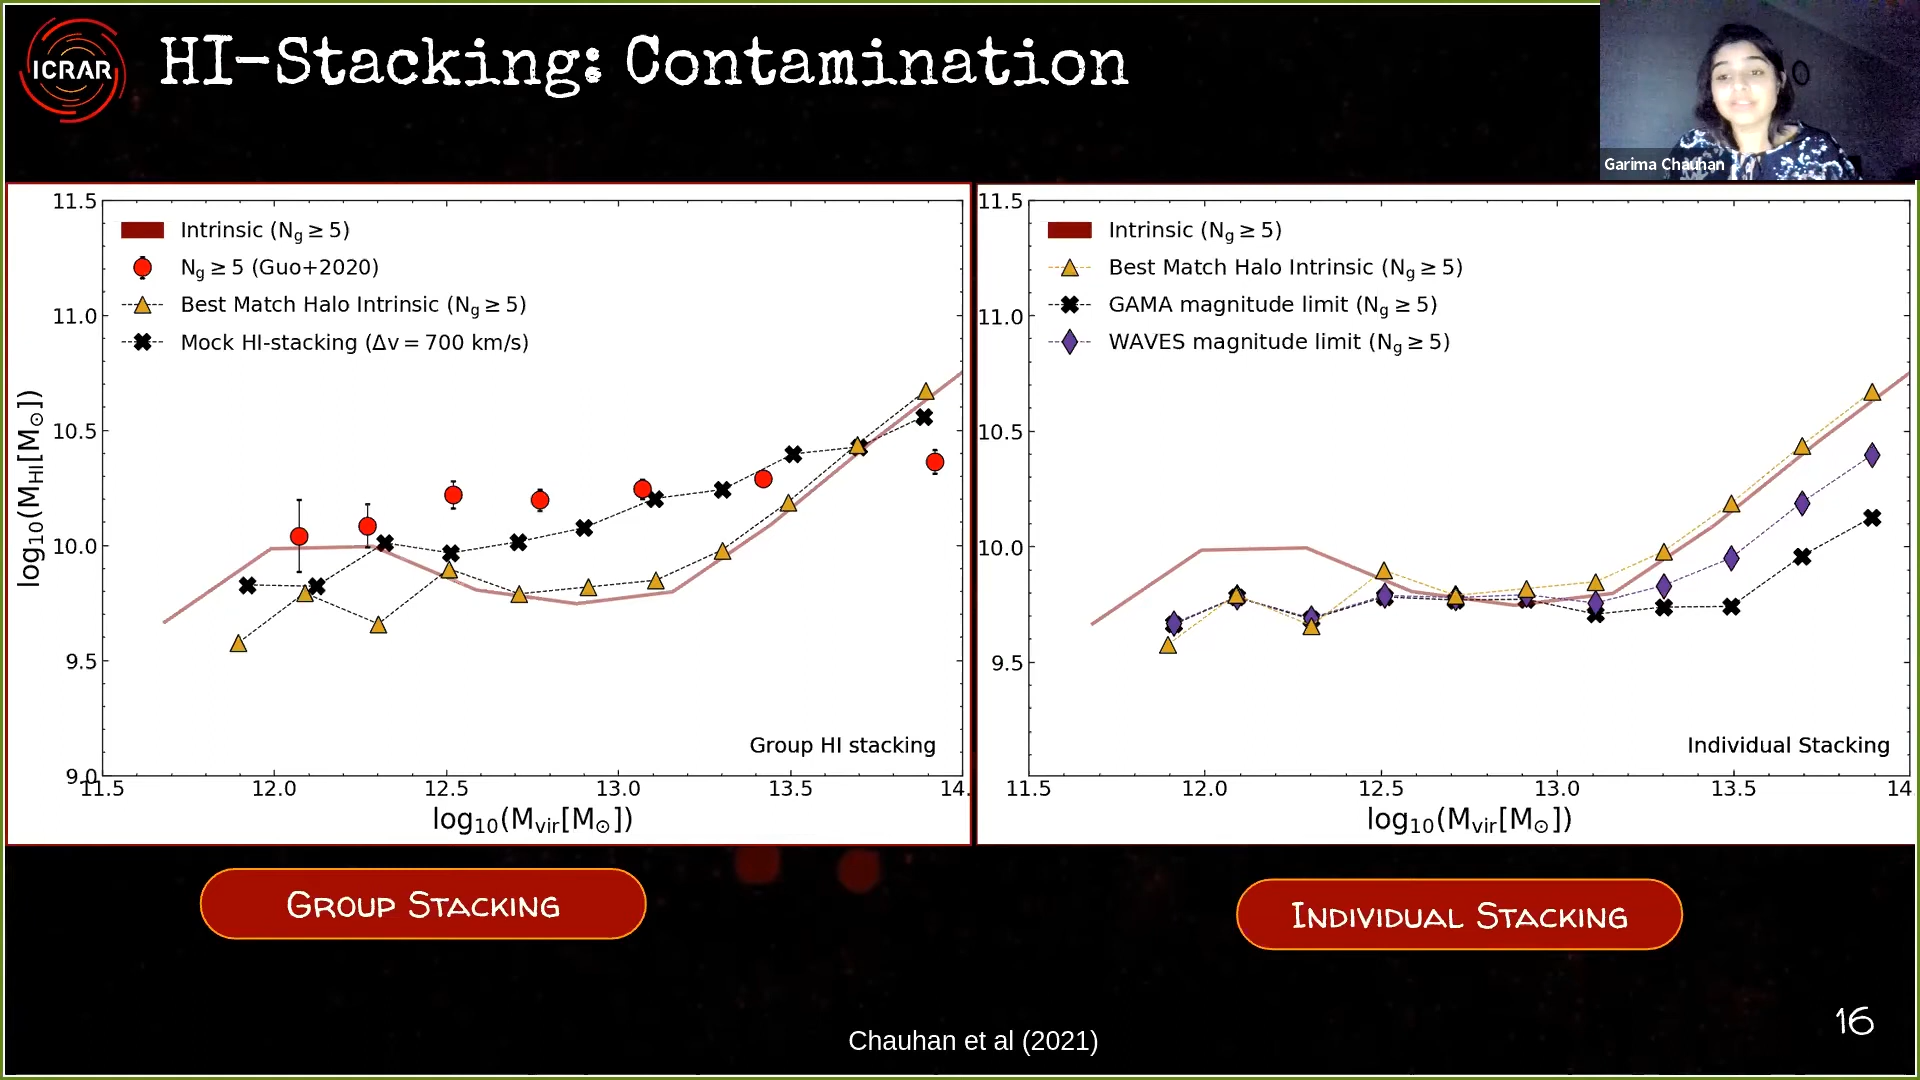 ICRAR
HI-Stacking: Contamination
Garima Chauhan
11.5
11.0
10.5
10.0
9.5
9.0
log₁₀(M_HI[M_⊙])
Intrinsic (N_g ≥ 5)
N_g ≥ 5 (Guo+2020)
Best Match Halo Intrinsic (N_g ≥ 5)
Mock HI-stacking (Δv = 700 km/s)
Group HI stacking
11.5 12.0 12.5 13.0 13.5 14.
log₁₀(M_vir[M_⊙])
11.5
11.0
10.5
10.0
9.5
Intrinsic (N_g ≥ 5)
Best Match Halo Intrinsic (N_g ≥ 5)
GAMA magnitude limit (N_g ≥ 5)
WAVES magnitude limit (N_g ≥ 5)
Individual Stacking
11.5 12.0 12.5 13.0 13.5 14
log₁₀(M_vir[M_⊙])
Group Stacking
Individual Stacking
Chauhan et al (2021)
16